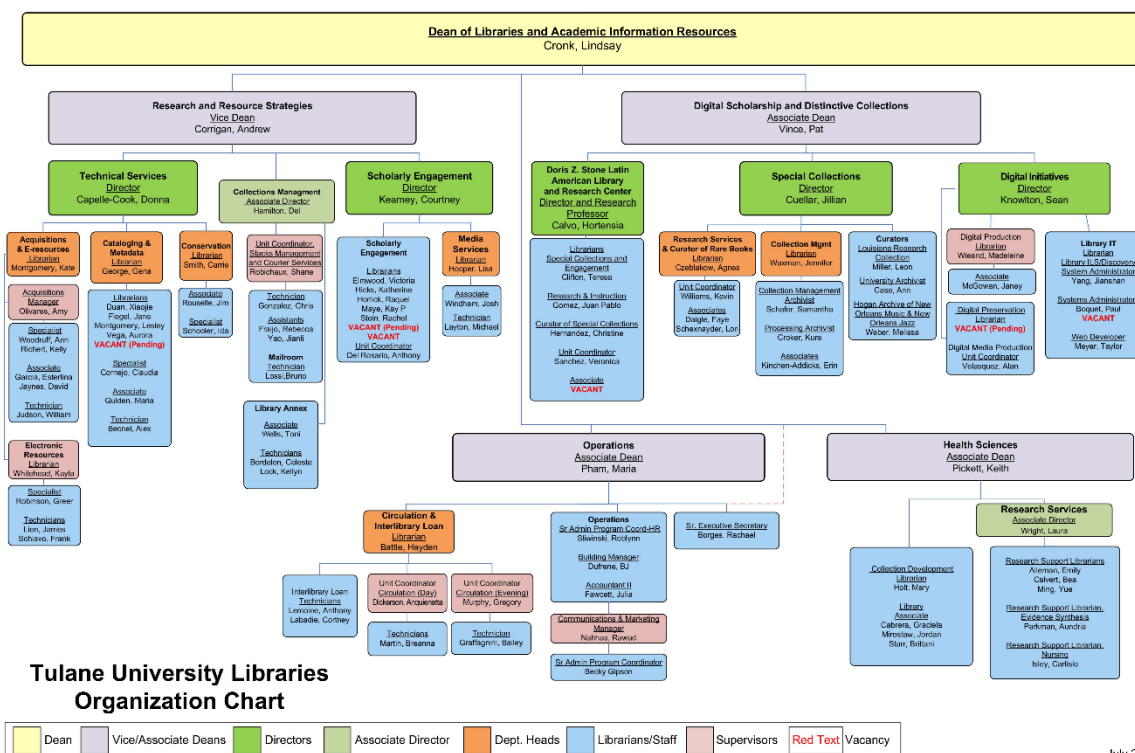 Dean of Libraries and Academic Information Resources
Cronk, Lindsay
Research and Resource Strategies
Vice Dean
Corrigan, Andrew
Digital Scholarship and Distinctive Collections
Associate Dean
Vince, Pat
Technical Services
Director
Capelle-Cook, Donna
Collections Managment
Associate Director
Hamilton, Del
Scholarly Engagement
Director
Kearney, Courtney
Doris Z. Stone Latin
American Library
and Research Center
Director and Research
Professor
Calvo, Hortensia
Special Collections
Director
Cuellar, Jillian
Digital Initiatives
Director
Knowlton, Sean
Acquisitions
& E-resources
Librarian
Montgomery, Kate
Cataloging &
Metadata
Librarian
George, Gena
Conservation
Librarian
Smith, Carrie
Unit Coordinator,
Stacks Management
and Courier Services
Robichaux, Shane
Scholarly
Engagement
Librarians
Elmwood, Victoria
Hicks, Katherine
Horlick, Raquel
Maye, Kay P
Stein, Rachel
VACANT (Pending)
VACANT
Unit Coordinator
Del Rosario, Anthony
Media
Services
Librarian
Hooper, Lisa
Associate
Windham, Josh
Technician
Layton, Michael
Acquisitions
Manager
Olivares, Amy
Specialist
Woodruff, Ann
Richert, Kelly
Associate
Garcia, Esterlina
Jaynes, David
Technician
Judson, William
Electronic
Resources
Librarian
Whitehead, Kayla
Specialist
Robinson, Greer
Technicians
Lien, James
Schiavo, Frank
Librarians
Duan, Xiaojie
Fiegel, Jane
Montgomery, Lesley
Vega, Aurora
VACANT (Pending)
Specialist
Cornejo, Claudia
Associate
Gulden, Maria
Technician
Becnel, Alex
Associate
Rouselle, Jim
Specialist
Schooler, Ida
Technician
Gonzalez, Chris
Assistants
Fraijo, Rebecca
Yao, Jianli
Mailroom
Technician
Lossi,Bruno
Library Annex
Associate
Wells, Toni
Technicians
Bordelon, Celeste
Lock, Kellyn
Librarians
Special Collections and
Engagement
Clifton, Teresa
Research & Instruction
Gomez, Juan Pablo
Curator of Special Collections
Hernandez, Christine
Unit Coordinator
Sanchez, Veronica
Associate
VACANT
Research Services
& Curator of Rare Books
Librarian
Czeblakow, Agnes
Unit Coordinator
Williams, Kevin
Associates
Daigle, Faye
Schexnayder, Lori
Collection Mgmt
Librarian
Waxman, Jennifer
Collection Management
Archivist
Schafer, Samantha
Processing Archivist
Croker, Kure
Associates
Kinchen-Addicks, Erin
Curators
Louisiana Research
Collection
Miller, Leon
University Archivist
Case, Ann
Hogan Archive of New
Orleans Music & New
Orleans Jazz
Weber, Melissa
Digital Production
Librarian
Wieand, Madeleine
Associate
McGowan, Janey
Digital Preservation
Librarian
VACANT (Pending)
Digital Media Production
Unit Coordinator
Velasquez, Alan
Library IT
Librarian
Library ILS/Discovery
System Administrator
Yang, Jianshan
Systems Administrator
Boquet, Paul
VACANT
Web Developer
Meyer, Taylor
Operations
Associate Dean
Pham, Maria
Health Sciences
Associate Dean
Pickett, Keith
Circulation &
Interlibrary Loan
Librarian
Battle, Hayden
Operations
Sr Admin Program Coord-HR
Sliwinski, Roblynn
Building Manager
Dufrene, BJ
Accountant II
Fawcett, Julia
Sr. Executive Secretary
Borges, Rachael
Research Services
Associate Director
Wright, Laura
Interlibrary Loan
Technicians
Lemoine, Anthony
Labadie, Cortney
Unit Coordinator
Circulation (Day)
Dickerson, Arquienetta
Unit Coordinator
Circulation (Evening)
Murphy, Gregory
Technicians
Martin, Breanna
Technician
Graffagnini, Bailey
Communications & Marketing
Manager
Nahhas, Rawad
Sr Admin Program Coordinator
Becky Gipson
Collection Development
Librarian
Holt, Mary
Library
Associate
Cabrera, Graciela
Miroslaw, Jordan
Starr, Brittani
Research Support Librarians
Aleman, Emily
Calvert, Bea
Ming, Yue
Research Support Librarian,
Evidence Synthesis
Parkman, Aundria
Research Support Librarian,
Nursing
Isley, Carlisle
Tulane University Libraries
Organization Chart
Dean
Vice/Associate Deans
Directors
Associate Director
Dept. Heads
Librarians/Staff
Supervisors
Red Text Vacancy